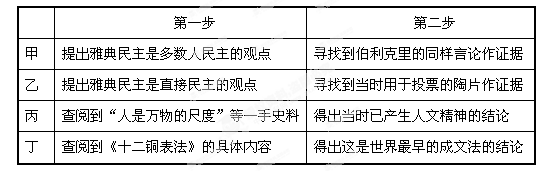 第一步 第二步
甲 提出雅典民主是多数人民主的观点 寻找到伯利克里的同样言论作证据
乙 提出雅典民主是直接民主的观点 寻找到当时用于投票的陶片作证据
丙 查阅到“人是万物的尺度”等一手史料 得出当时已产生人文精神的结论
丁 查阅到《十二铜表法》的具体内容 得出这是世界最早的成文法的结论